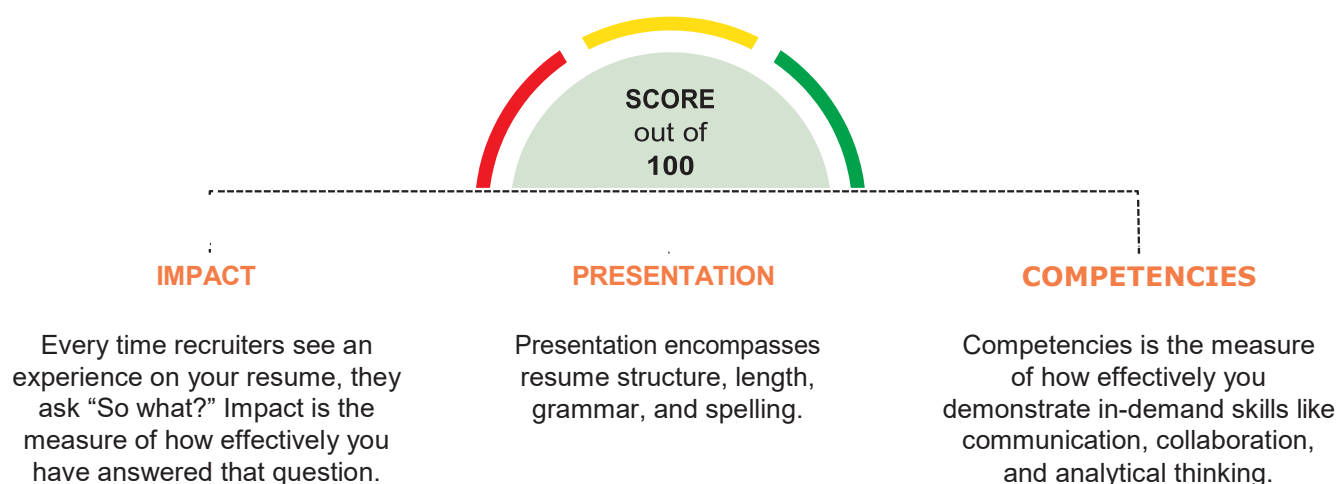 SCORE
out of
100
IMPACT
Every time recruiters see an
experience on your resume, they
ask “So what?” Impact is the
measure of how effectively you
have answered that question.
PRESENTATION
Presentation encompasses
resume structure, length,
grammar, and spelling.
COMPETENCIES
Competencies is the measure
of how effectively you
demonstrate in-demand skills like
communication, collaboration,
and analytical thinking.